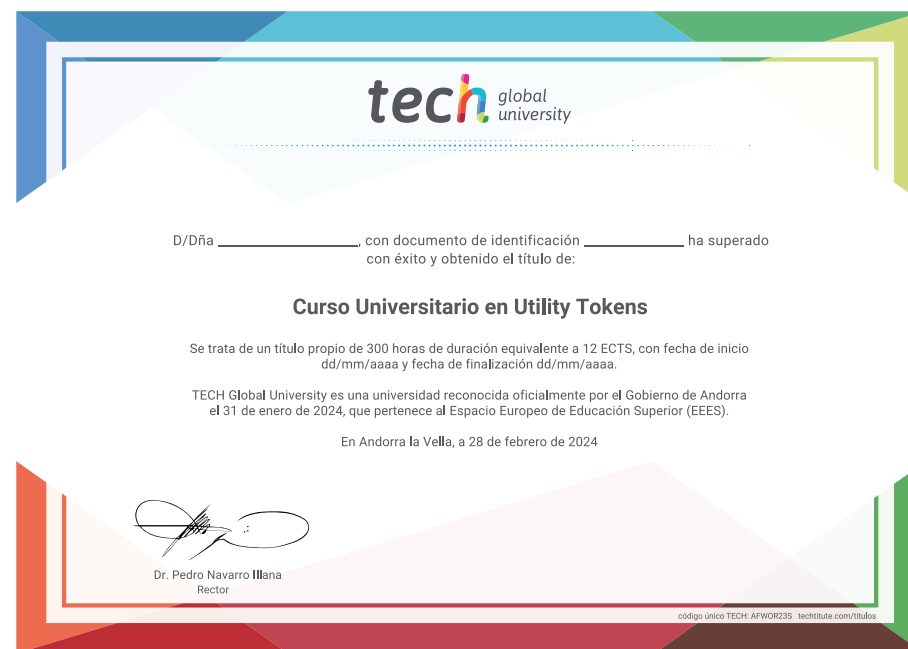 tech global
university
D/Dña ____________________, con documento de identificación ______________ ha superado
con éxito y obtenido el título de:
Curso Universitario en Utility Tokens
Se trata de un título propio de 300 horas de duración equivalente a 12 ECTS, con fecha de inicio
dd/mm/aaaa y fecha de finalización dd/mm/aaaa.
TECH Global University es una universidad reconocida oficialmente por el Gobierno de Andorra
el 31 de enero de 2024, que pertenece al Espacio Europeo de Educación Superior (EEES).
En Andorra la Vella, a 28 de febrero de 2024
Dr. Pedro Navarro Illana
Rector
código único TECH: AFWOR23S techtitute.com/titulos